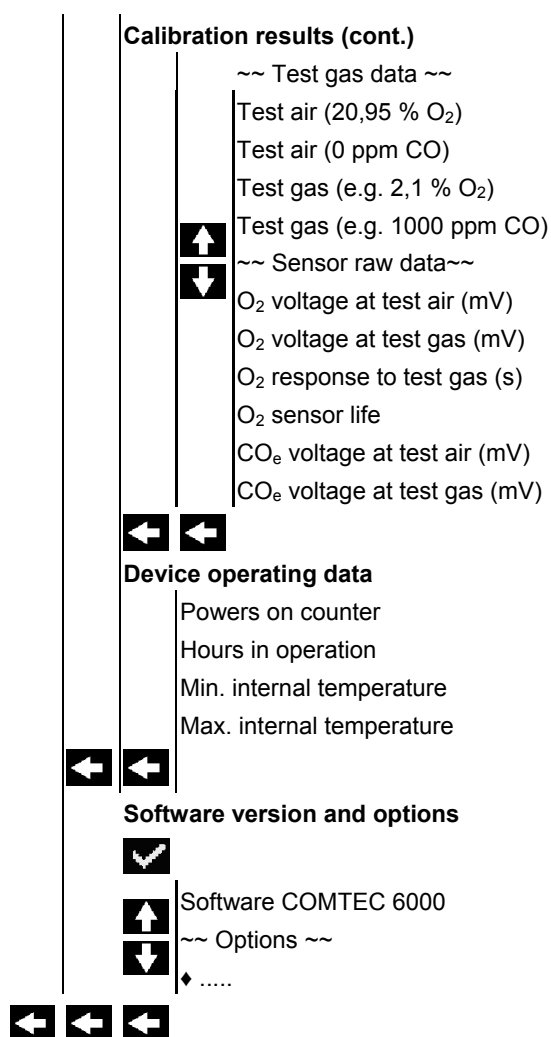 Calibration results (cont.)
~~ Test gas data ~~
Test air (20,95 % O₂)
Test air (0 ppm CO)
Test gas (e.g. 2,1 % O₂)
Test gas (e.g. 1000 ppm CO)
~~ Sensor raw data~~
O₂ voltage at test air (mV)
O₂ voltage at test gas (mV)
O₂ response to test gas (s)
O₂ sensor life
COₑ voltage at test air (mV)
COₑ voltage at test gas (mV)
Device operating data
Powers on counter
Hours in operation
Min. internal temperature
Max. internal temperature
Software version and options
Software COMTEC 6000
~~ Options ~~
♦ .....